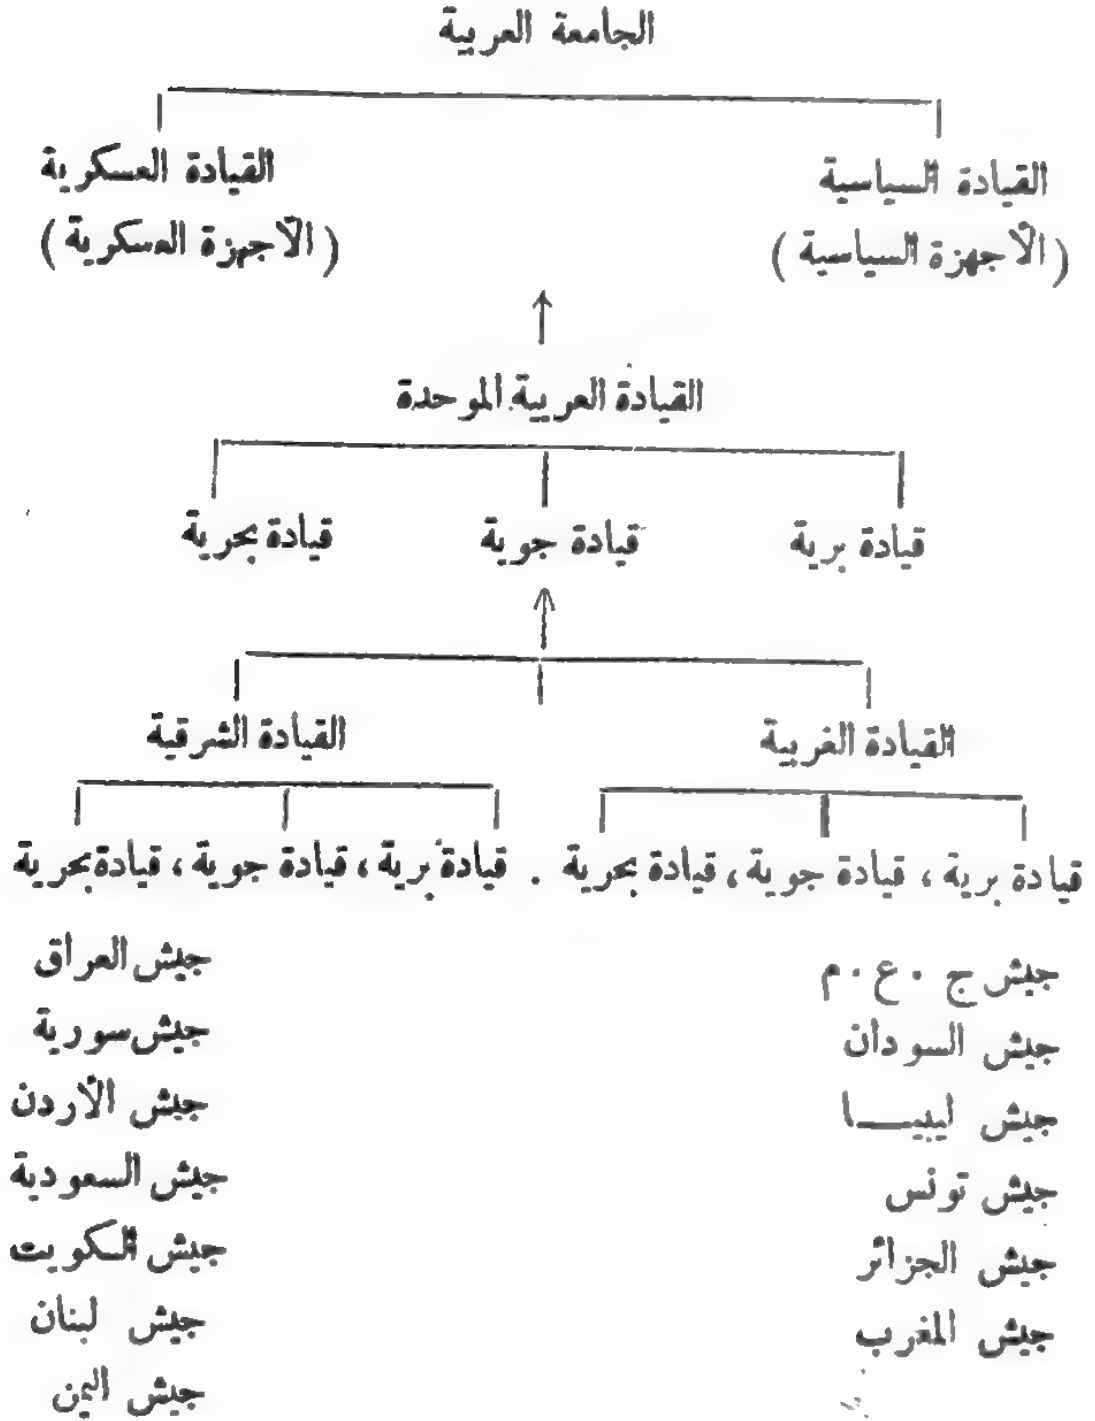 الجامعة العربية
القيادة السياسية
القيادة العسكرية
(الأجهزة السياسية)
(الأجهزة العسكرية)
القيادة العربية الموحدة
قيادة برية
قيادة جوية
قيادة بحرية
القيادة الغربية
القيادة الشرقية
قيادة برية، قيادة جوية، قيادة بحرية . قيادة برية، قيادة جوية، قيادة بحرية
جيش ج . ع . م
جيش السودان
جيش ليبيـــا
جيش تونس
جيش الجزائر
جيش المغرب
جيش العراق
جيش سورية
جيش الأردن
جيش السعودية
جيش الكويت
جيش لبنان
جيش اليمن